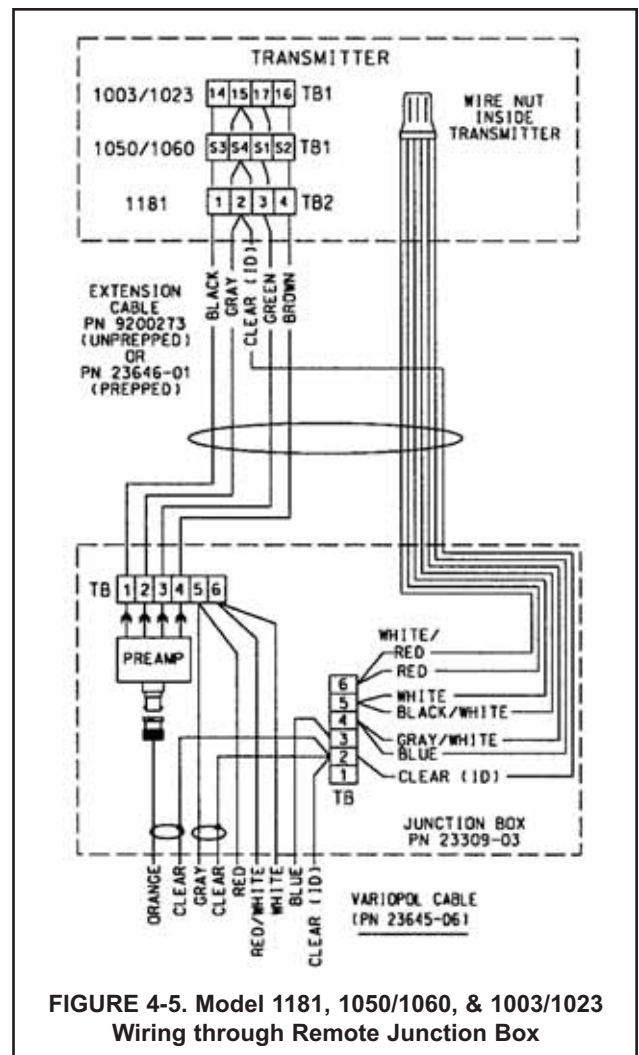 TRANSMITTER
1003/1023 14 15 17 16 TB1
WIRE NUT
INSIDE
TRANSMITTER
1050/1060 S3 S4 S1 S2 TB1
1181 1 2 3 4 TB2
EXTENSION
CABLE
PN 9200273
(UNPREPPED)
OR
PN 23646-01
(PREPPED)
BLACK
GRAY
CLEAR (ID)
GREEN
BROWN
TB 1 2 3 4 5 6
PREAMP
WHITE/
RED
RED
WHITE
BLACK/WHITE
GRAY/WHITE
BLUE
CLEAR (ID)
6
5
4
3
2
1
TB
JUNCTION BOX
PN 23309-03
ORANGE
CLEAR
GRAY
CLEAR
RED
RED/WHITE
WHITE
BLUE
CLEAR (ID)
VARIOPOL CABLE
(PN 23645-06)
FIGURE 4-5. Model 1181, 1050/1060, & 1003/1023
Wiring through Remote Junction Box